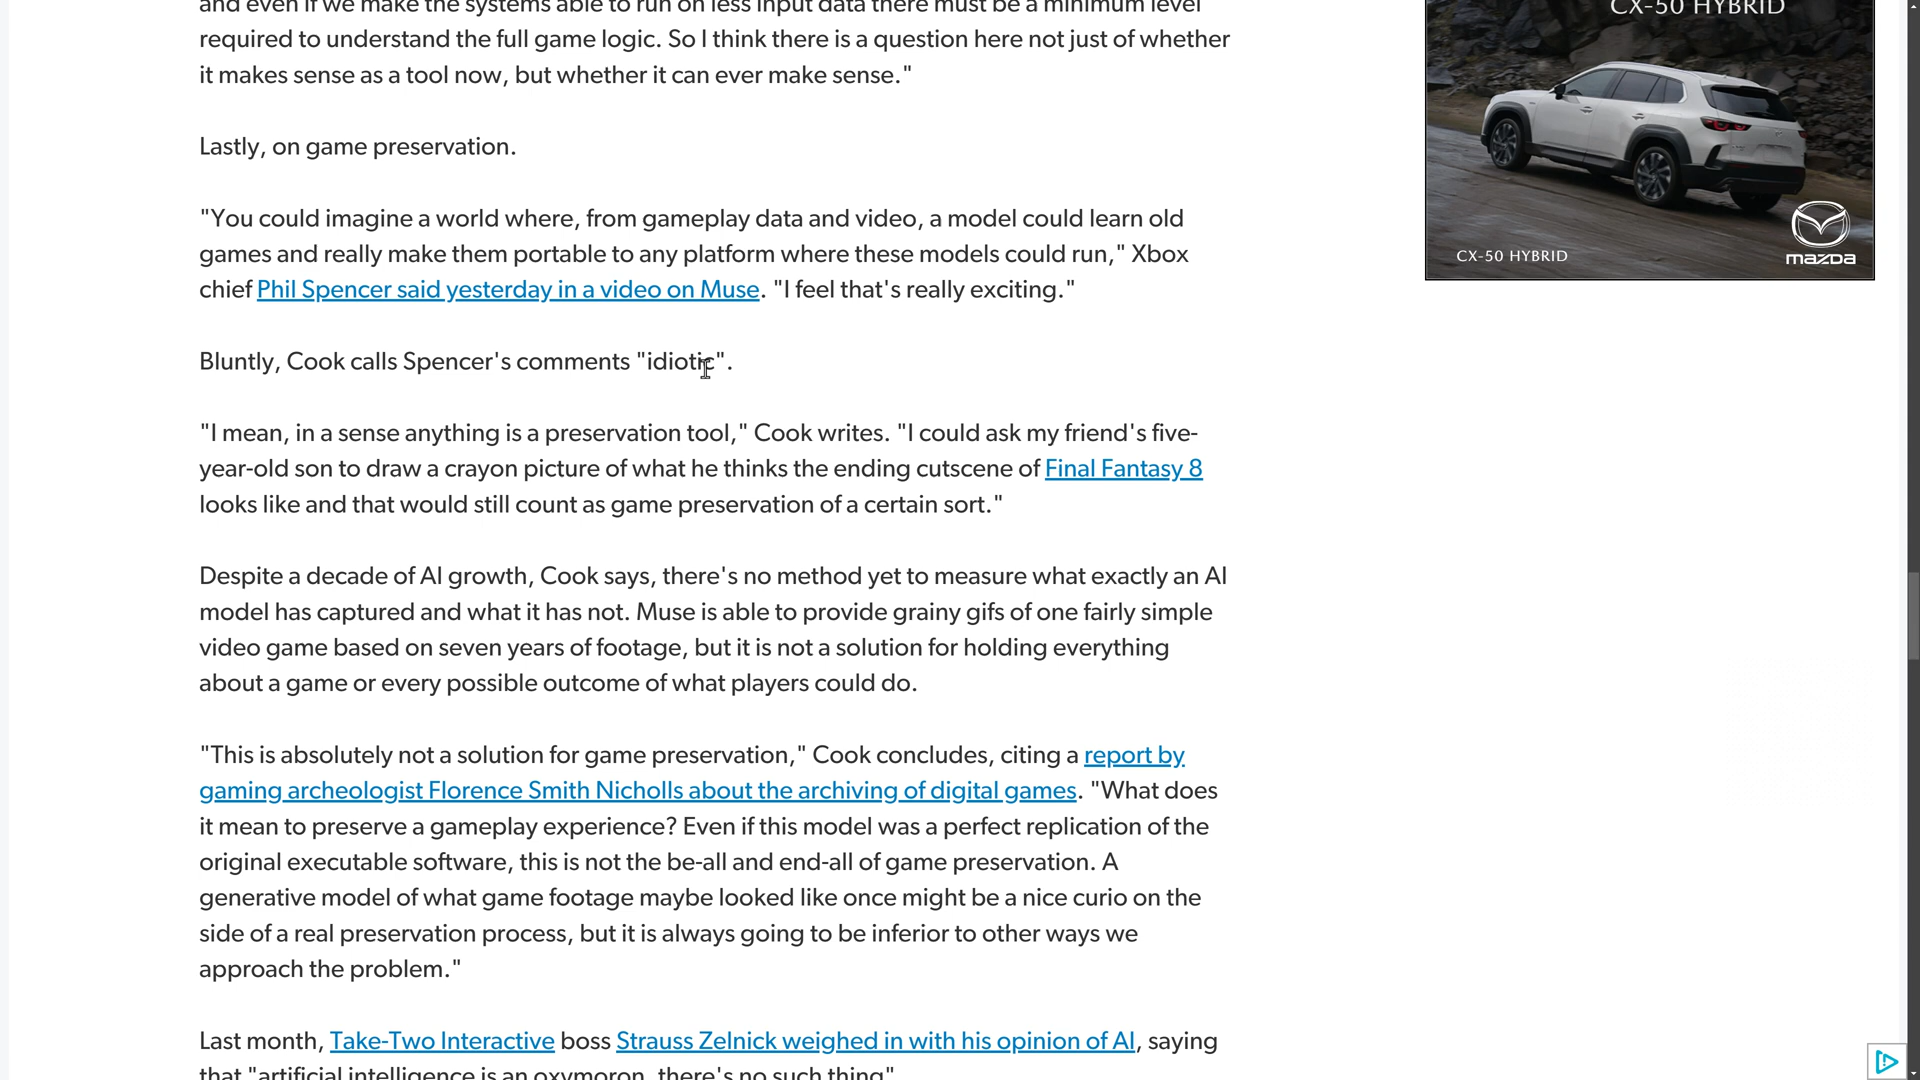 and even if we make the systems able to run on less input data there must be a minimum level
required to understand the full game logic. So I think there is a question here not just of whether
it makes sense as a tool now, but whether it can ever make sense."
Lastly, on game preservation.
"You could imagine a world where, from gameplay data and video, a model could learn old
games and really make them portable to any platform where these models could run," Xbox
chief Phil Spencer said yesterday in a video on Muse. "I feel that's really exciting."
Bluntly, Cook calls Spencer's comments "idiotic".
"I mean, in a sense anything is a preservation tool," Cook writes. "I could ask my friend's five-
year-old son to draw a crayon picture of what he thinks the ending cutscene of Final Fantasy 8
looks like and that would still count as game preservation of a certain sort."
Despite a decade of AI growth, Cook says, there's no method yet to measure what exactly an AI
model has captured and what it has not. Muse is able to provide grainy gifs of one fairly simple
video game based on seven years of footage, but it is not a solution for holding everything
about a game or every possible outcome of what players could do.
"This is absolutely not a solution for game preservation," Cook concludes, citing a report by
gaming archeologist Florence Smith Nicholls about the archiving of digital games. "What does
it mean to preserve a gameplay experience? Even if this model was a perfect replication of the
original executable software, this is not the be-all and end-all of game preservation. A
generative model of what game footage maybe looked like once might be a nice curio on the
side of a real preservation process, but it is always going to be inferior to other ways we
approach the problem."
Last month, Take-Two Interactive boss Strauss Zelnick weighed in with his opinion of AI, saying
that "artificial intelligence is an oxymoron, there's no such thing"
CX-50 HYBRID
CX-50 HYBRID
mazda